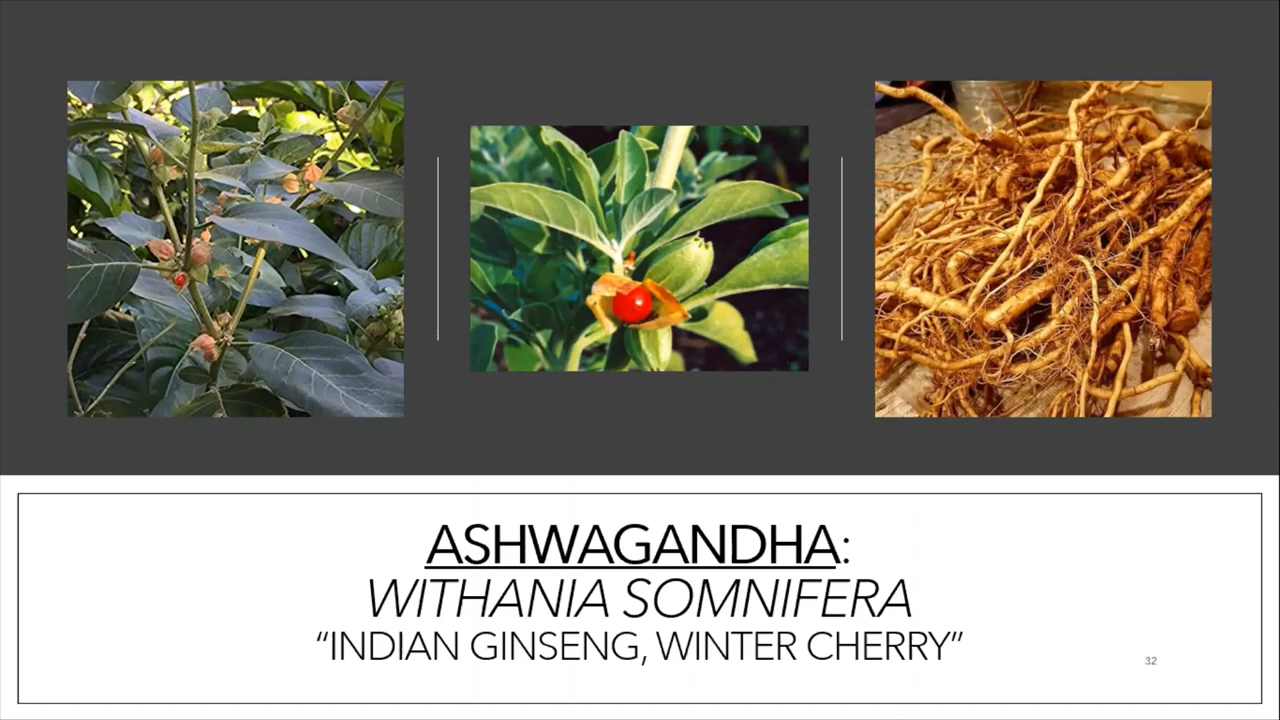 ASHWAGANDHA:
WITHANIA SOMNIFERA
“INDIAN GINSENG, WINTER CHERRY”
32